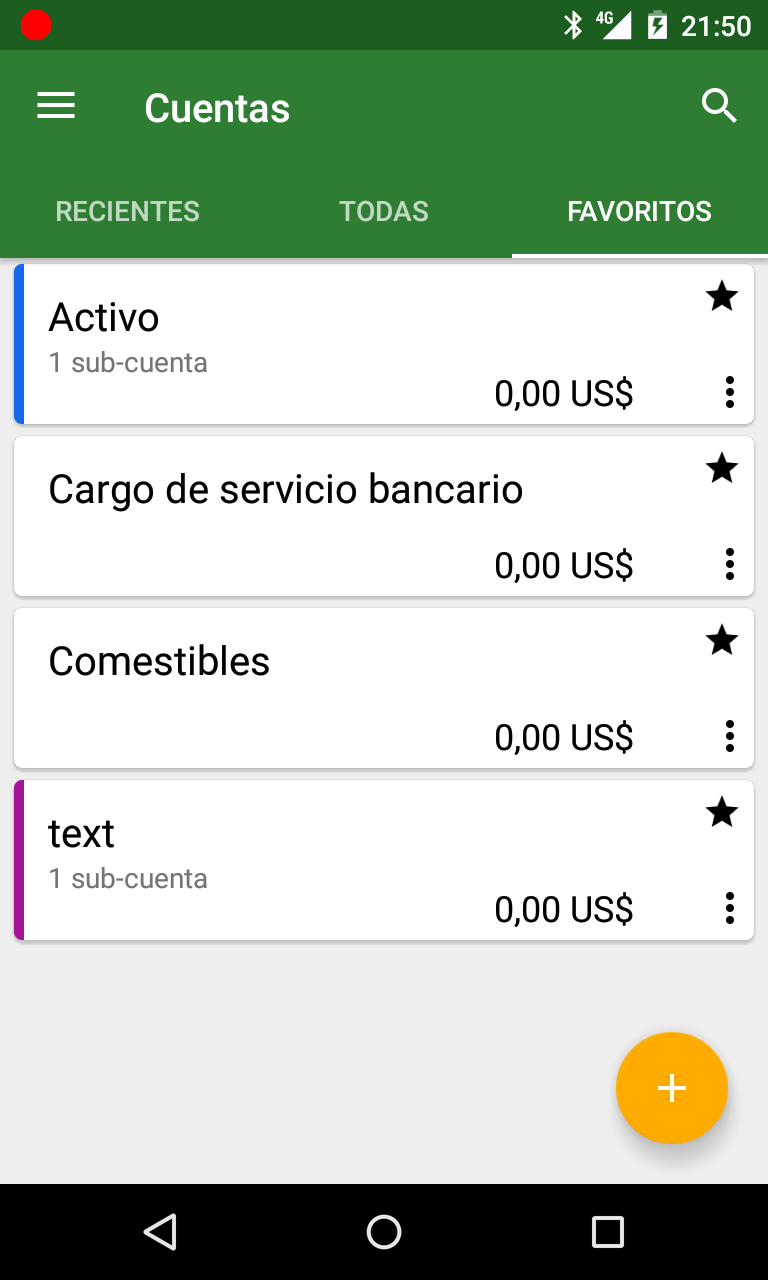 4G 21:50
Cuentas
RECIENTES TODAS FAVORITOS
Activo
1 sub-cuenta
0,00 US$
Cargo de servicio bancario
0,00 US$
Comestibles
0,00 US$
text
1 sub-cuenta
0,00 US$